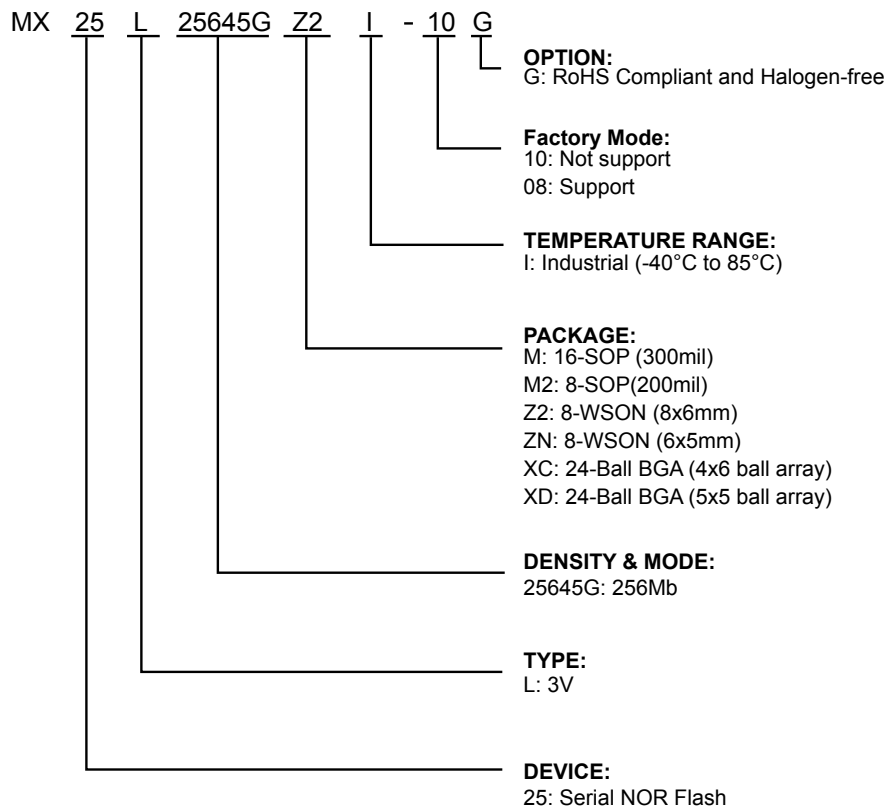 MX 25 L 25645G Z2 I - 10 G
OPTION:
G: RoHS Compliant and Halogen-free
Factory Mode:
10: Not support
08: Support
TEMPERATURE RANGE:
I: Industrial (-40°C to 85°C)
PACKAGE:
M: 16-SOP (300mil)
M2: 8-SOP(200mil)
Z2: 8-WSON (8x6mm)
ZN: 8-WSON (6x5mm)
XC: 24-Ball BGA (4x6 ball array)
XD: 24-Ball BGA (5x5 ball array)
DENSITY & MODE:
25645G: 256Mb
TYPE:
L: 3V
DEVICE:
25: Serial NOR Flash